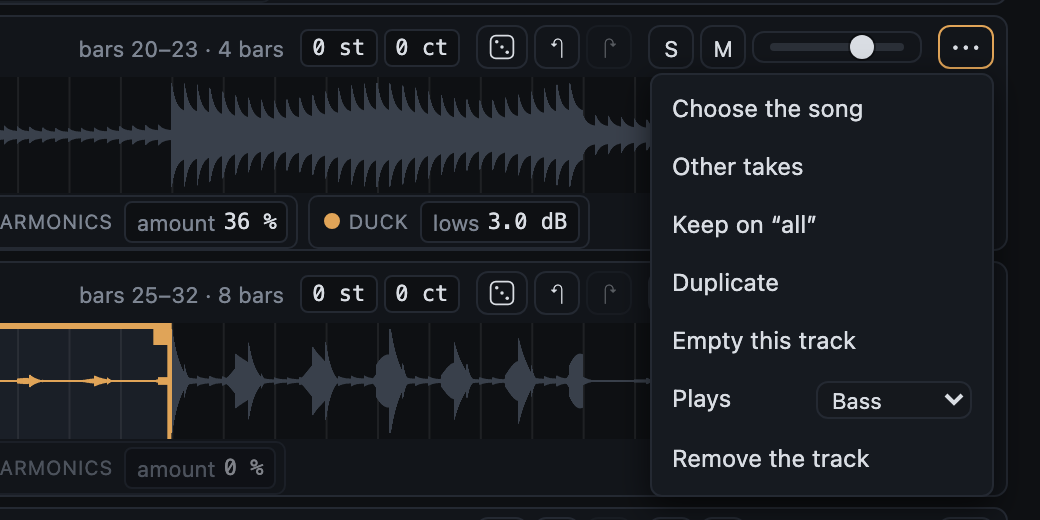 bars 20–23 · 4 bars 0 st 0 ct S M ...
Choose the song
Other takes
ARMONICS amount 36 % DUCK lows 3.0 dB
Keep on “all”
Duplicate
bars 25–32 · 8 bars 0 st 0 ct
Empty this track
Plays Bass
ARMONICS amount 0 %
Remove the track